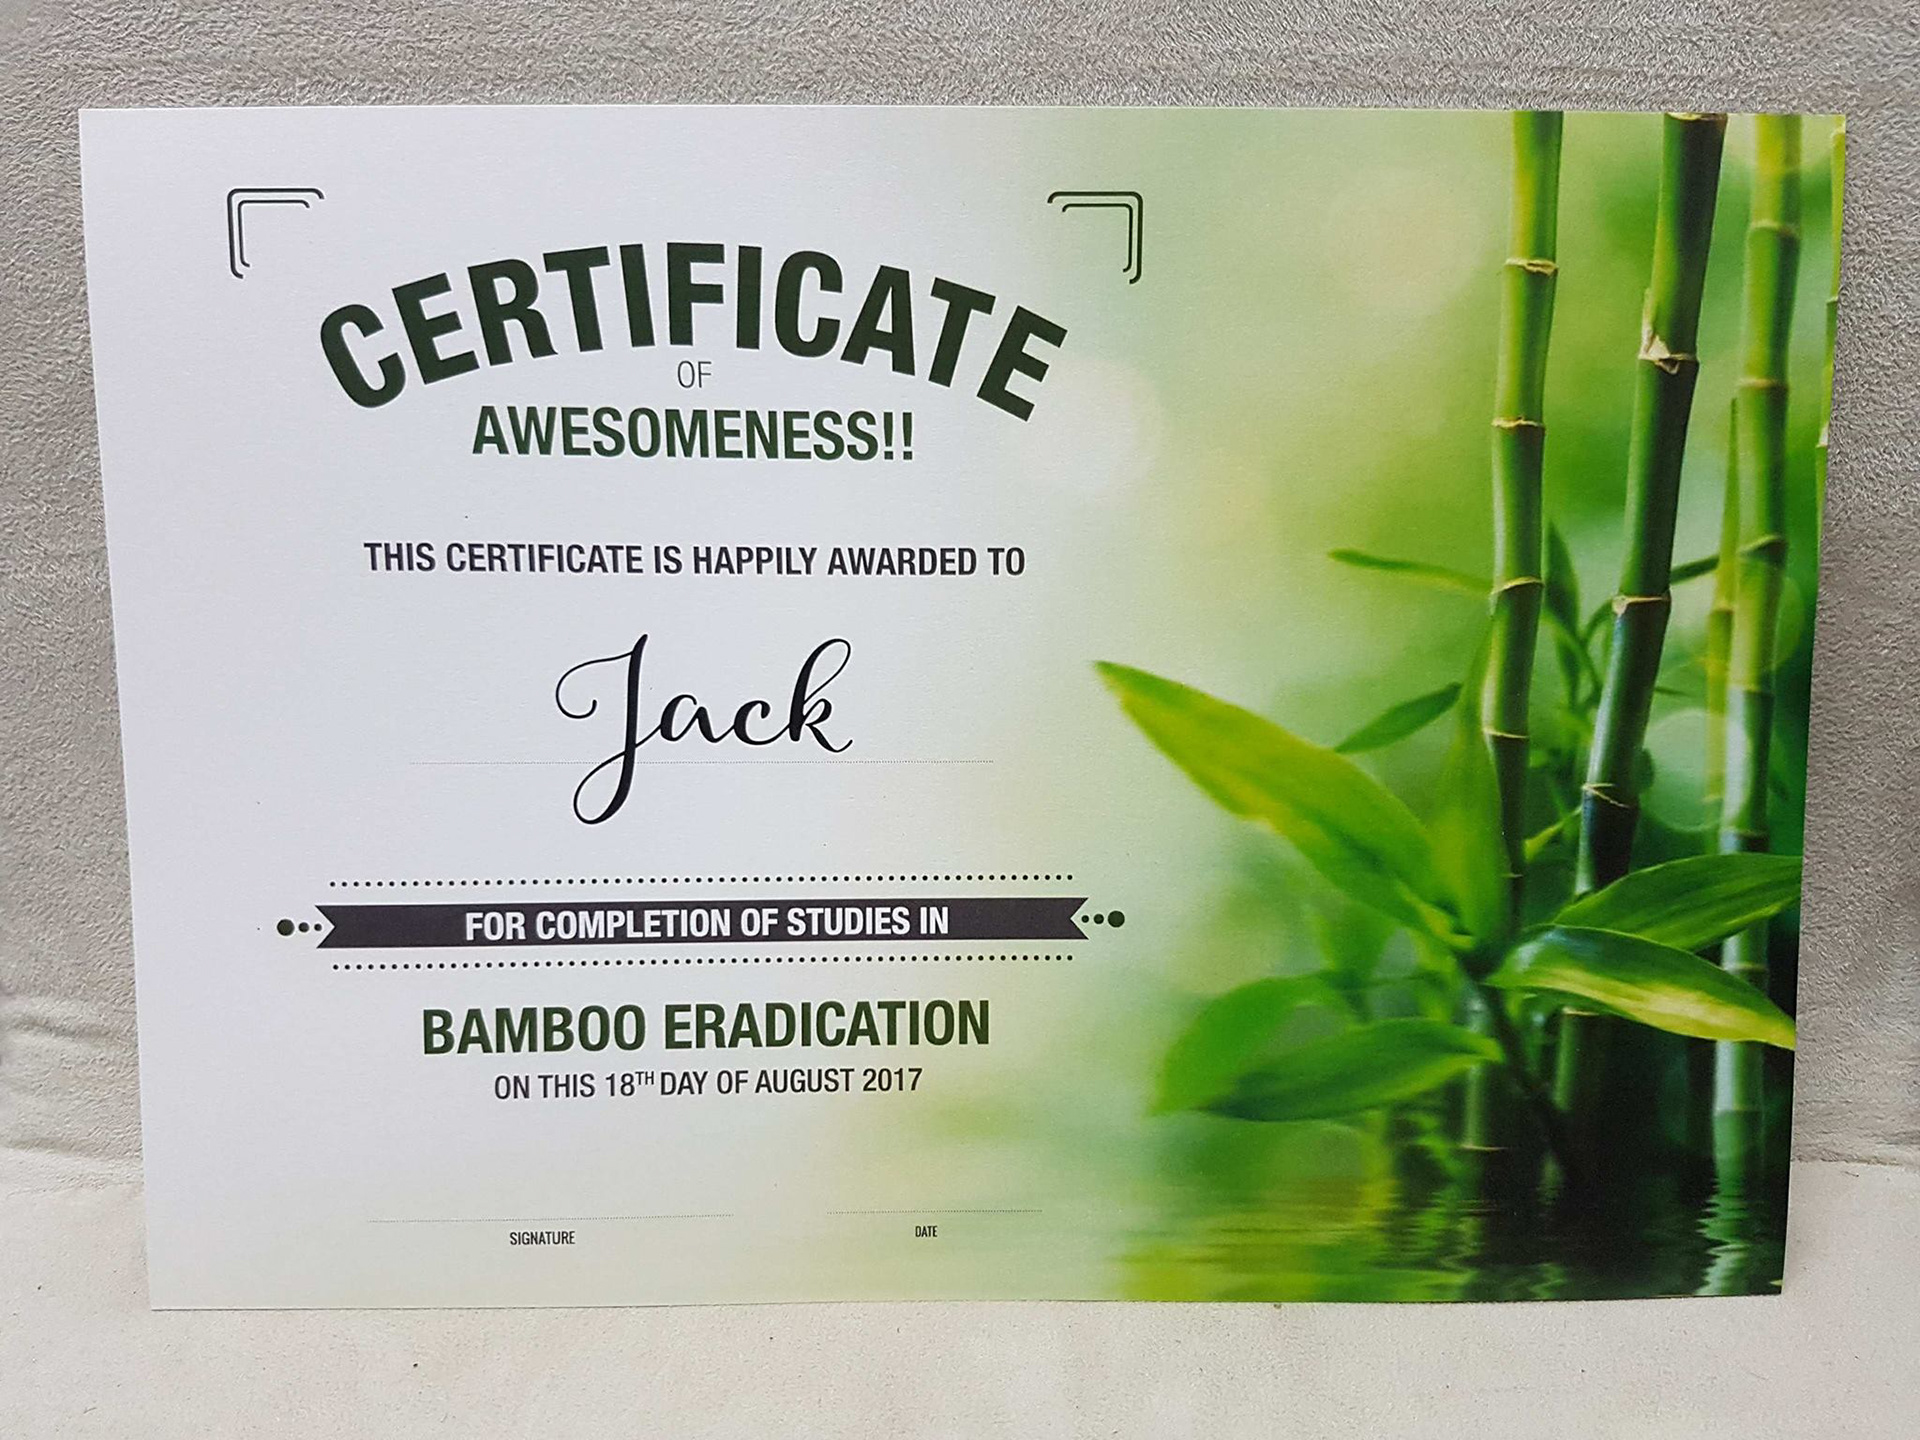 CERTIFICATE
OF
AWESOMENESS!!
THIS CERTIFICATE IS HAPPILY AWARDED TO
Jack
FOR COMPLETION OF STUDIES IN
BAMBOO ERADICATION
ON THIS 18TH DAY OF AUGUST 2017
SIGNATURE DATE